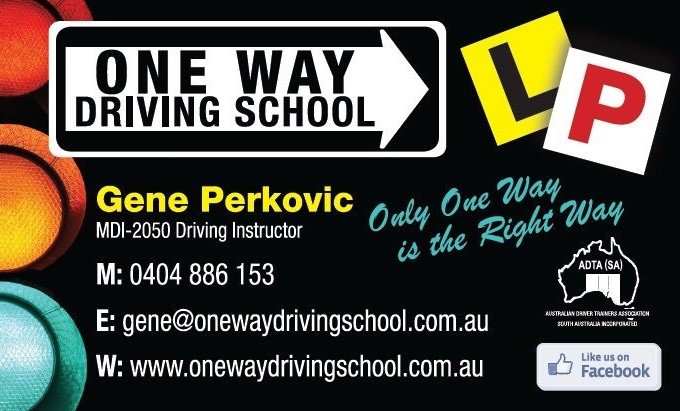 ONE WAY
DRIVING SCHOOL
L
P
Gene Perkovic
MDI-2050 Driving Instructor
Only One Way
is the Right Way
M: 0404 886 153
E: gene@onewaydrivingschool.com.au
W: www.onewaydrivingschool.com.au
ADTA (SA)
AUSTRALIAN DRIVER TRAINERS ASSOCIATION
SOUTH AUSTRALIA INCORPORATED
Like us on
Facebook